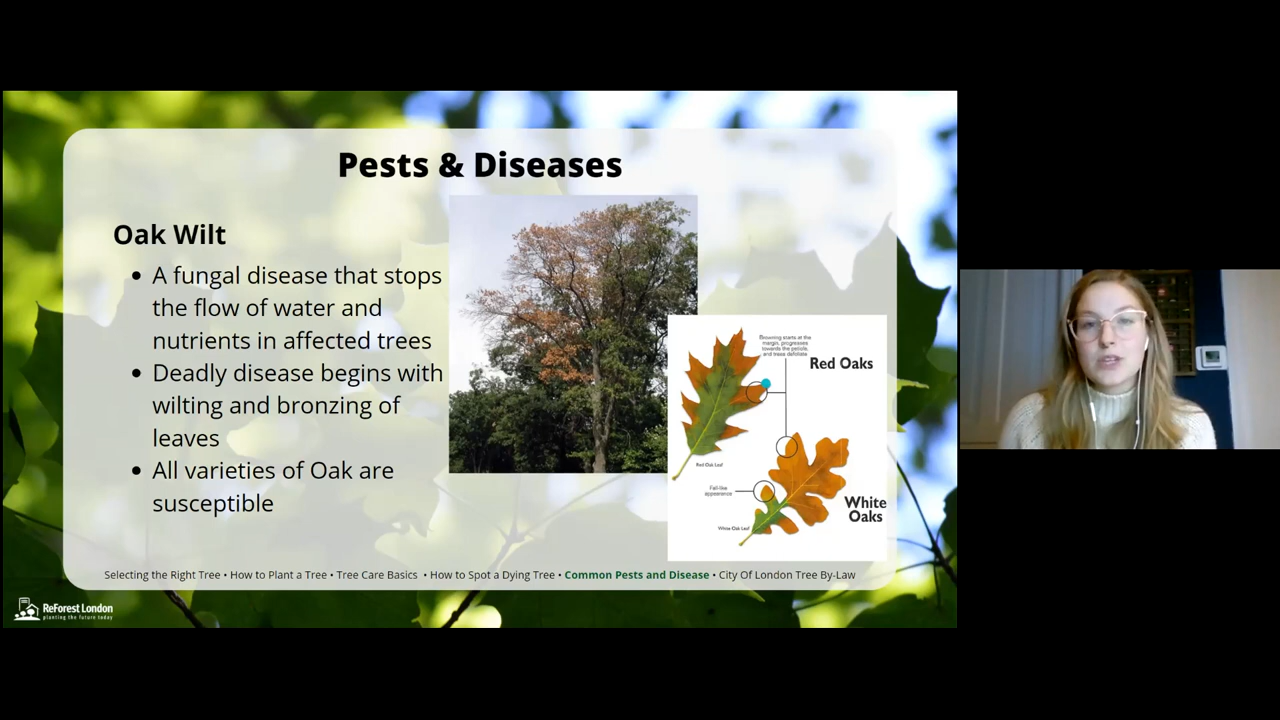 Pests & Diseases
Oak Wilt
• A fungal disease that stops
the flow of water and
nutrients in affected trees
• Deadly disease begins with
wilting and bronzing of
leaves
• All varieties of Oak are
susceptible
Browning starts at the
margin, progresses
towards the petiole,
and trees defoliate
Red Oaks
Red Oak Leaf
Fall-like
appearance
White
Oaks
White Oak Leaf
Selecting the Right Tree • How to Plant a Tree • Tree Care Basics • How to Spot a Dying Tree • Common Pests and Disease • City Of London Tree By-Law
ReForest London
planting the future today